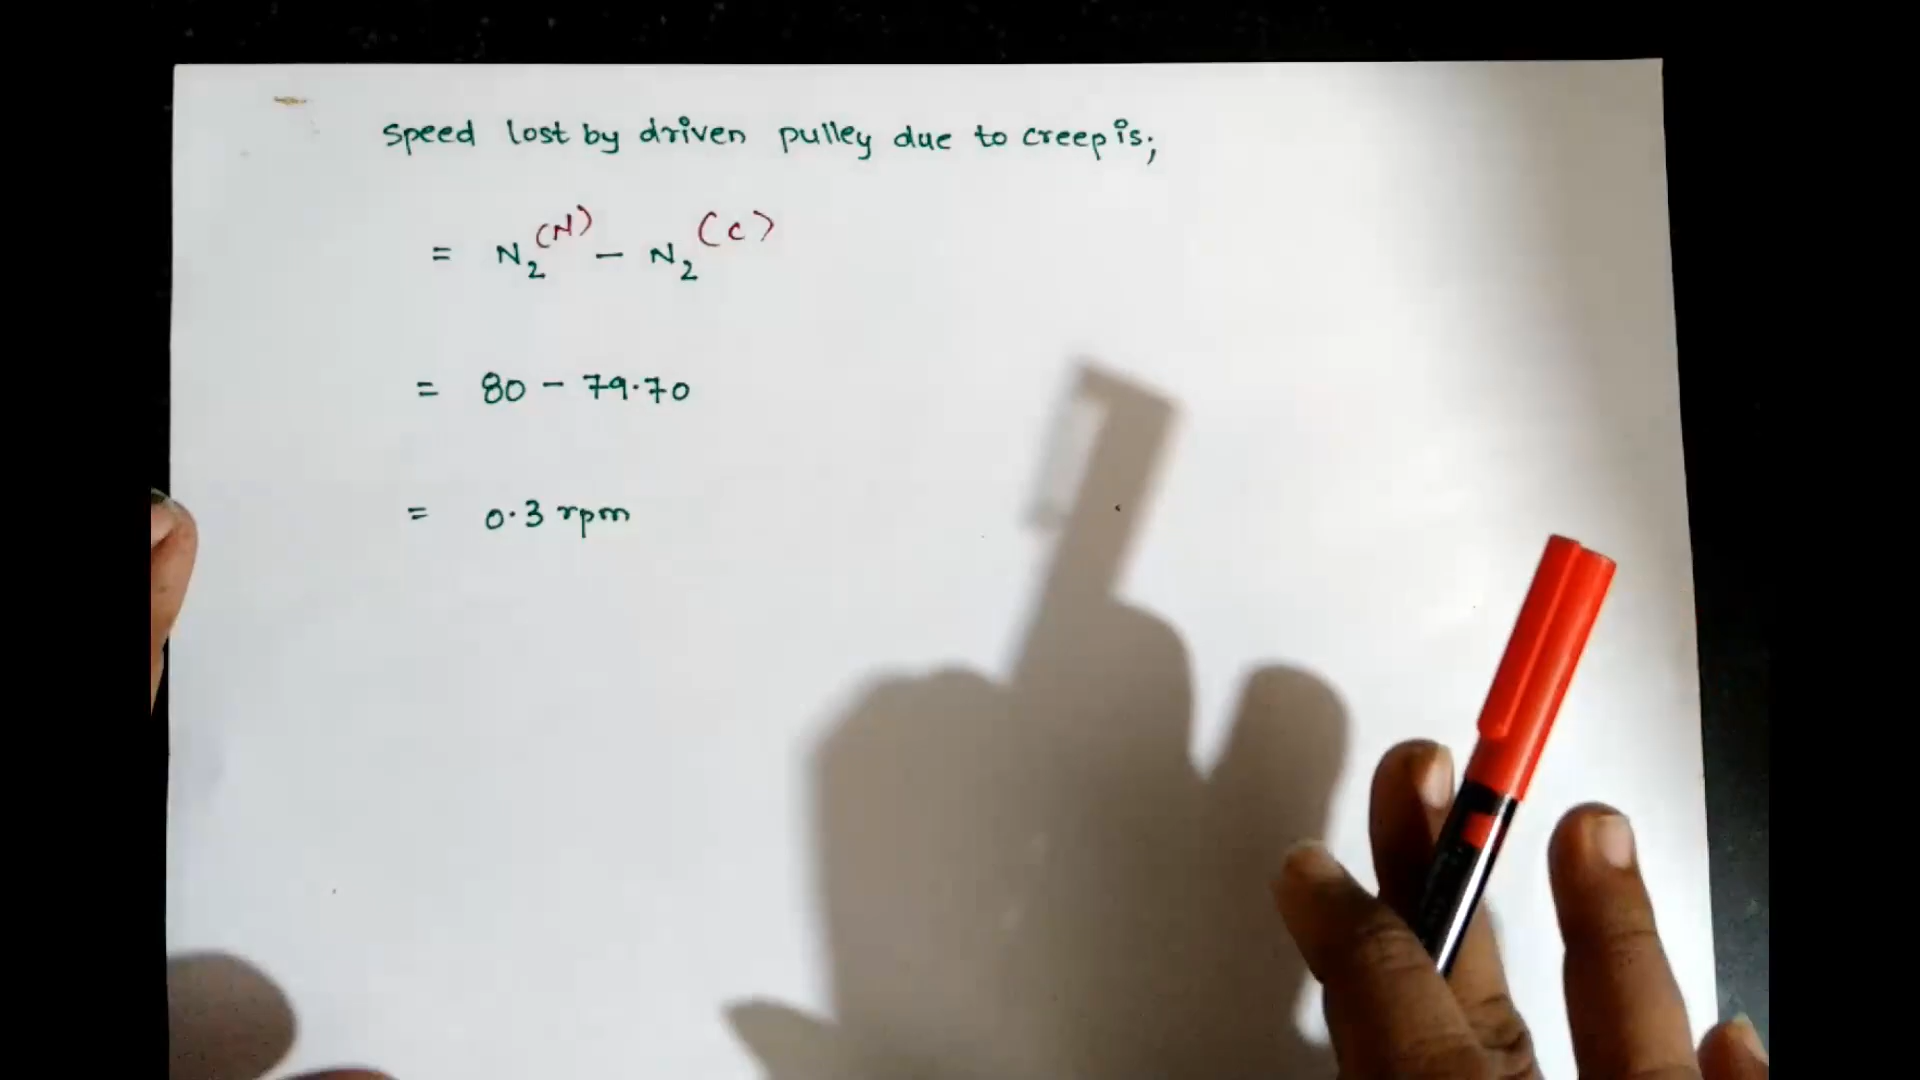 Speed lost by driven pulley due to creep is;
= N₂⁽ᴺ⁾ – N₂⁽ᶜ⁾
= 80 – 79.70
= 0.3 rpm